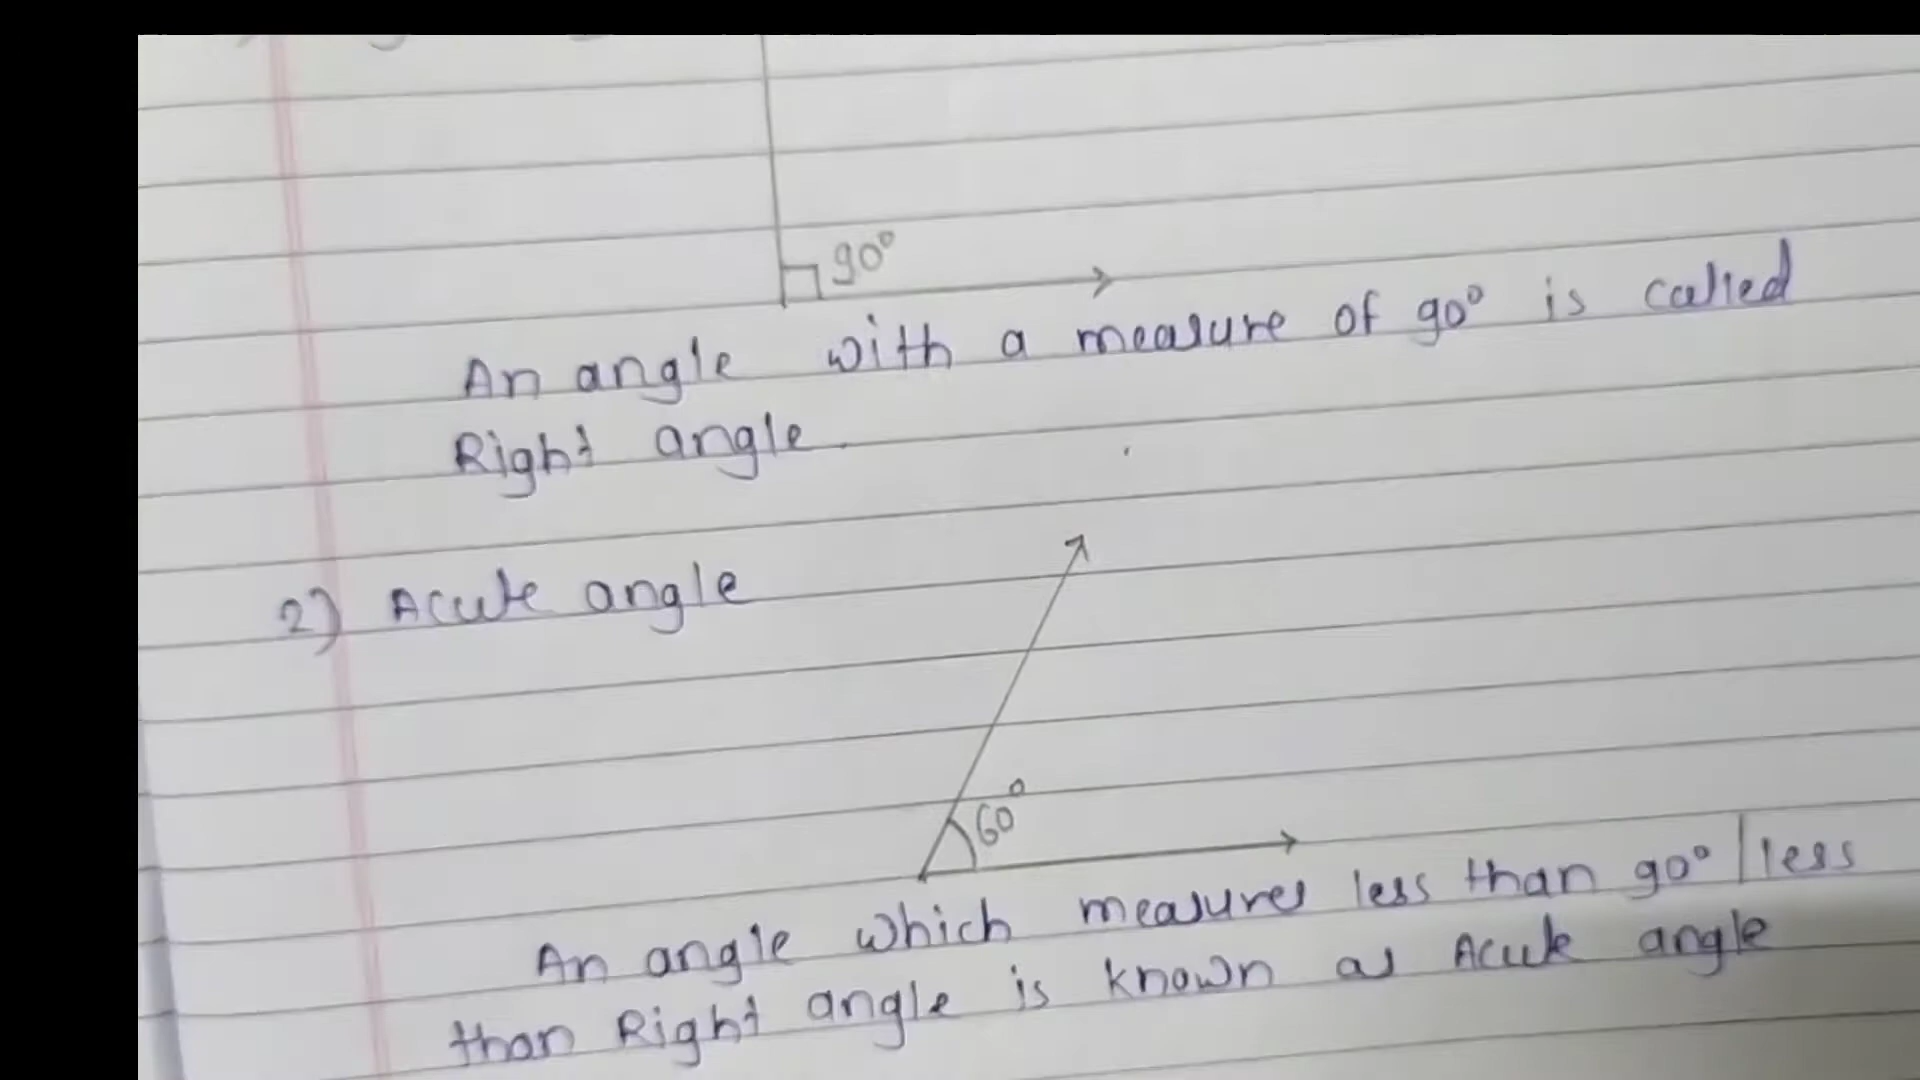 90°
An angle with a measure of 90° is called
Right angle.
2) Acute angle
60°
An angle which measures less than 90° / less
than Right angle is known as Acute angle